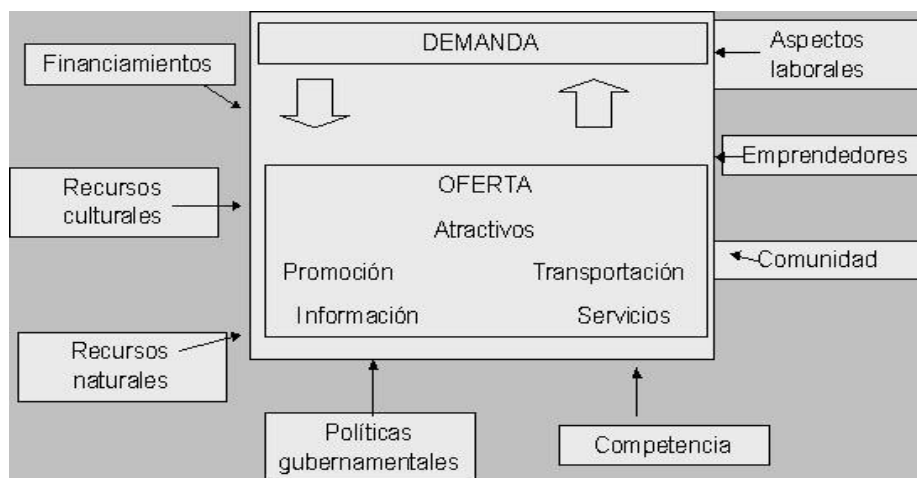 DEMANDA
Financiamientos
Aspectos
laborales
Emprendedores
Recursos
culturales
OFERTA
Atractivos
Promoción
Transportación
Información
Servicios
Comunidad
Recursos
naturales
Políticas
gubernamentales
Competencia